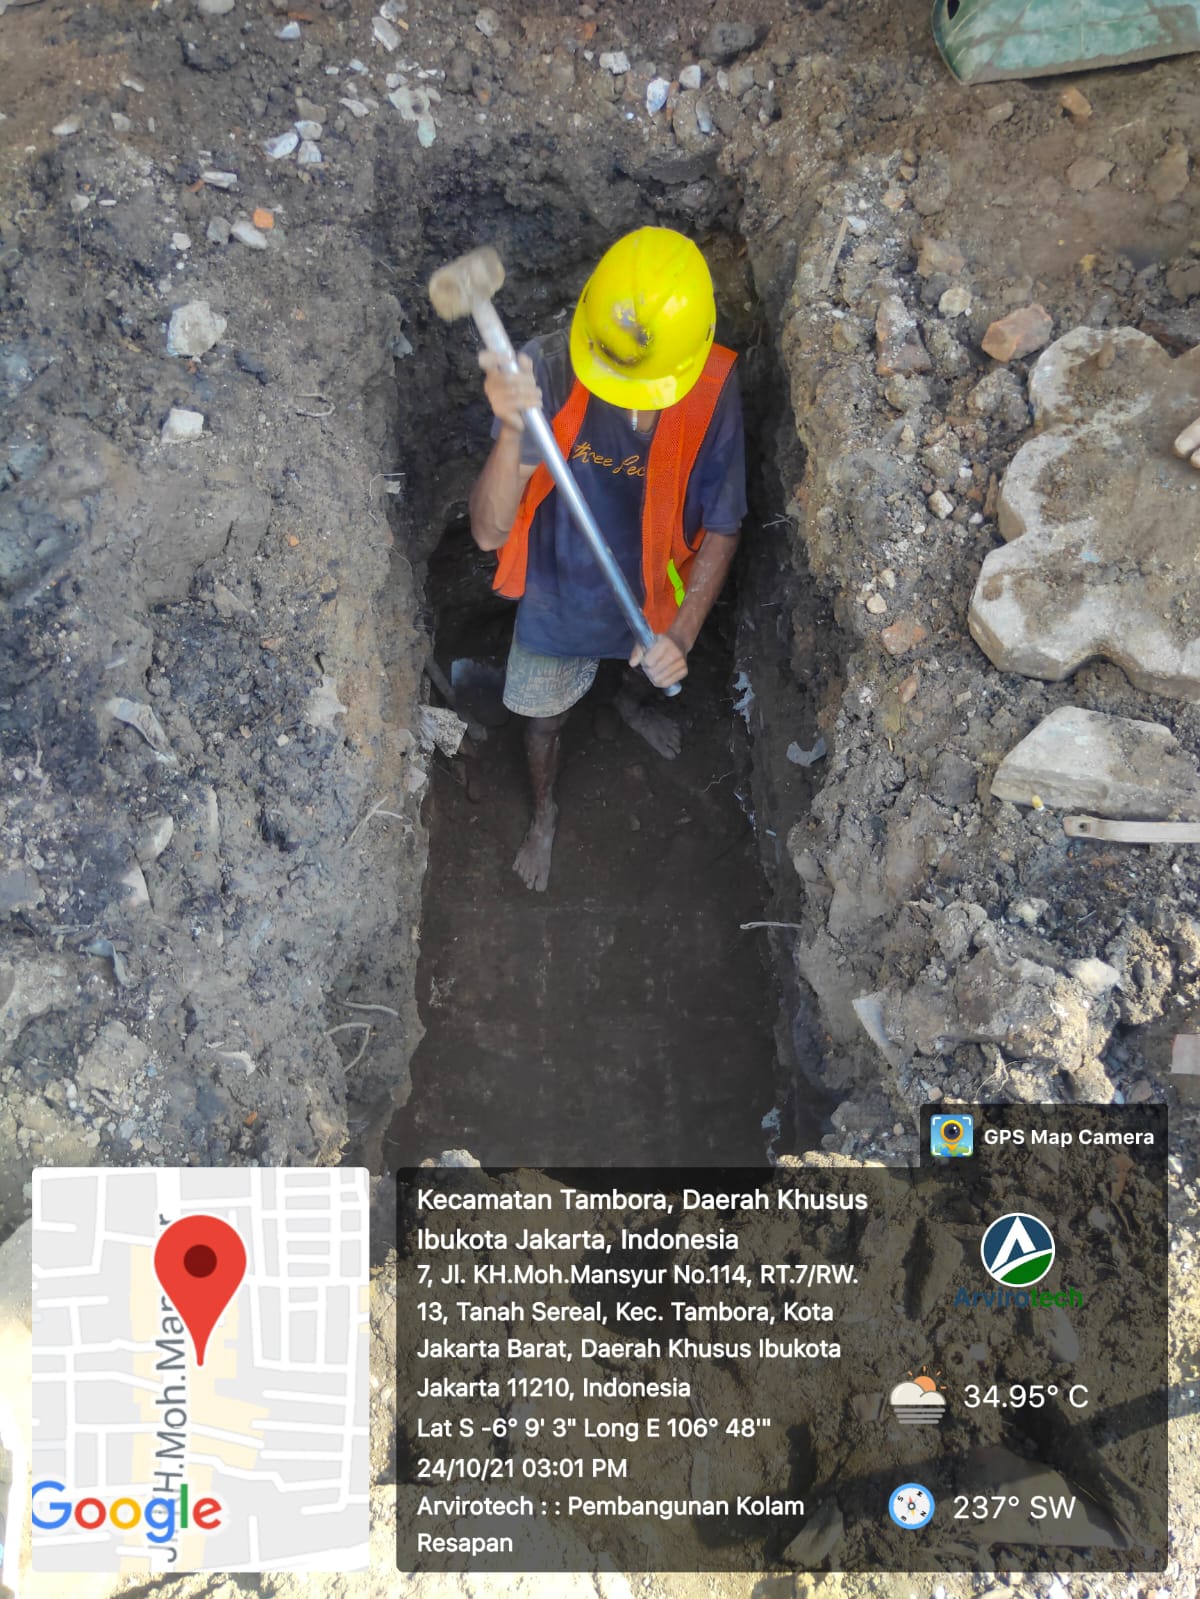 three
GPS Map Camera
Kecamatan Tambora, Daerah Khusus
Ibukota Jakarta, Indonesia
7, Jl. KH.Moh.Mansyur No.114, RT.7/RW.
13, Tanah Sereal, Kec. Tambora, Kota
Jakarta Barat, Daerah Khusus Ibukota
Jakarta 11210, Indonesia
Lat S -6° 9' 3" Long E 106° 48'"
24/10/21 03:01 PM
Arvirotech : : Pembangunan Kolam
Resapan
Arvirotech
34.95° C
237° SW
Google